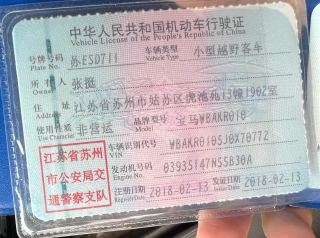 中华人民共和国机动车行驶证
Vehicle License of the People's Republic of China
号牌号码 苏ESD711 车辆类型 小型越野客车
Plate No. Vehicle Type
所有人 张挺
Owner
住址 江苏省苏州市姑苏区虎池苑13幢1902室
Address
使用性质 非营运 品牌型号 宝马WBAKR010
Use Character Model
江苏省苏州 车辆识别代号 WBAKR0105J0X70772
VIN
市公安局交 发动机号码 03935147N55B30A
Engine No.
通警察支队 注册日期 2018-02-13 发证日期 2018-02-13
Register Date Issue Date